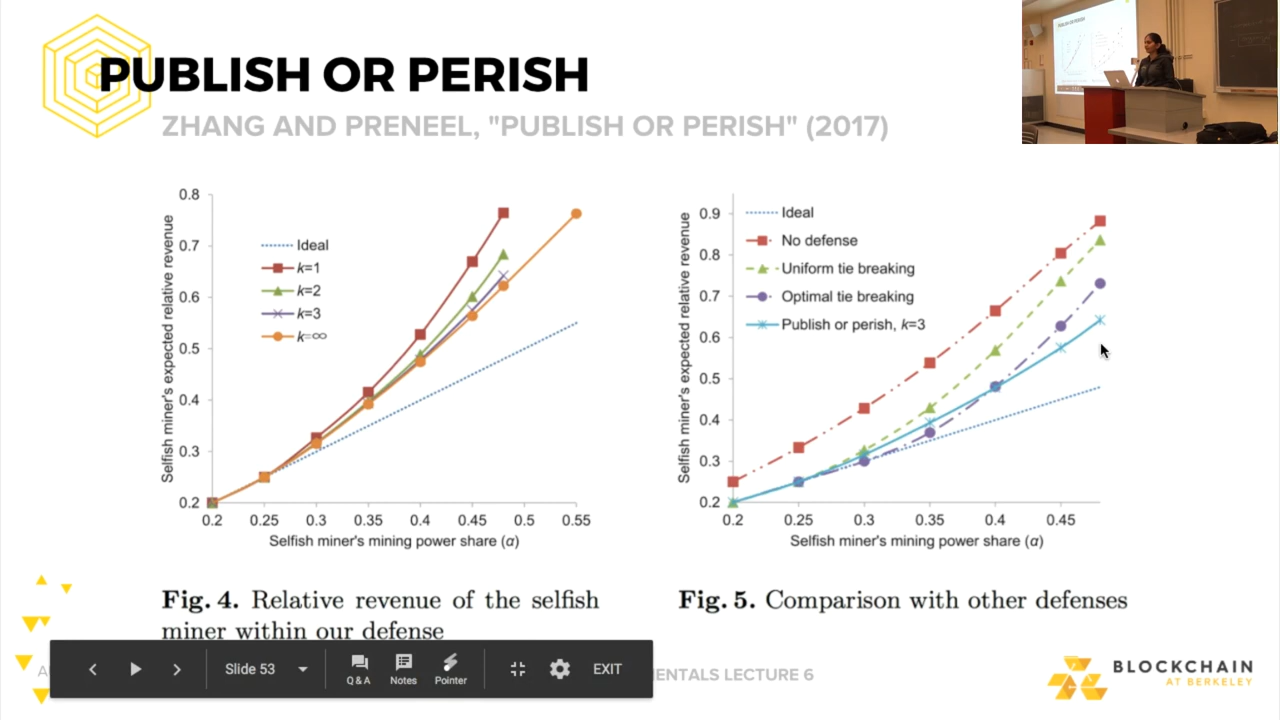 PUBLISH OR PERISH
ZHANG AND PRENEEL, "PUBLISH OR PERISH" (2017)
Selfish miner's expected relative revenue
0.8
0.7
0.6
0.5
0.4
0.3
0.2
Ideal
k=1
k=2
k=3
k=∞
0.2 0.25 0.3 0.35 0.4 0.45 0.5 0.55
Selfish miner's mining power share (α)
Fig. 4. Relative revenue of the selfish
miner within our defense
Selfish miner's expected relative revenue
0.9
0.8
0.7
0.6
0.5
0.4
0.3
0.2
Ideal
No defense
Uniform tie breaking
Optimal tie breaking
Publish or perish, k=3
0.2 0.25 0.3 0.35 0.4 0.45
Selfish miner's mining power share (α)
Fig. 5. Comparison with other defenses
Slide 53
Q & A
Notes
Pointer
EXIT
LECTURE 6
BLOCKCHAIN
AT BERKELEY